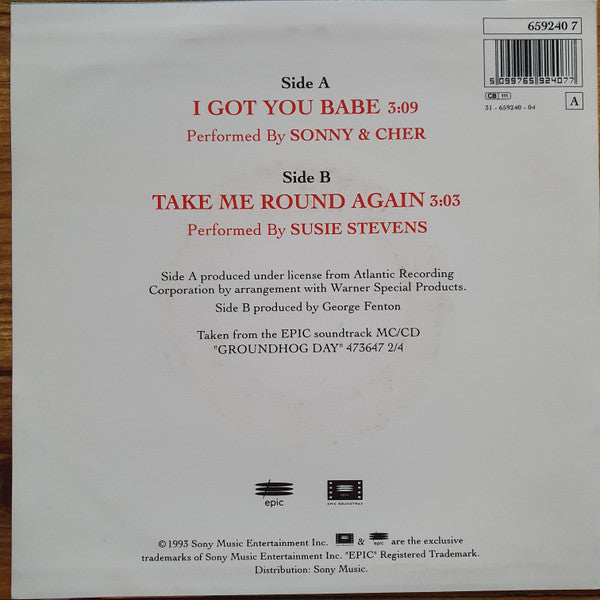 659240 7
5 099765 924077
CB 111
51 - 659240 - 04
A
Side A
I GOT YOU BABE 3:09
Performed By SONNY & CHER
Side B
TAKE ME ROUND AGAIN 3:03
Performed By SUSIE STEVENS
Side A produced under license from Atlantic Recording
Corporation by arrangement with Warner Special Products.
Side B produced by George Fenton
Taken from the EPIC soundtrack MC/CD
"GROUNDHOG DAY" 473647 2/4
epic
epic
EPIC SOUNDTRAX
© 1993 Sony Music Entertainment Inc. & epic are the exclusive
trademarks of Sony Music Entertainment Inc. "EPIC" Registered Trademark.
Distribution: Sony Music.